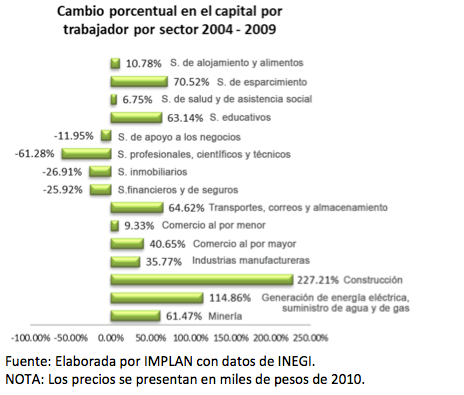 Cambio porcentual en el capital por
trabajador por sector 2004 - 2009
10.78% S. de alojamiento y alimentos
70.52% S. de esparcimiento
6.75% S. de salud y de asistencia social
63.14% S. educativos
-11.95% S. de apoyo a los negocios
-61.28% S. profesionales, científicos y técnicos
-26.91% S. inmobiliarios
-25.92% S.financieros y de seguros
64.62% Transportes, correos y almacenamiento
9.33% Comercio al por menor
40.65% Comercio al por mayor
35.77% Industrias manufactureras
227.21% Construcción
114.86% Generación de energía eléctrica,
suministro de agua y de gas
61.47% Minería
-100.00% -50.00% 0.00% 50.00% 100.00% 150.00% 200.00% 250.00%
Fuente: Elaborada por IMPLAN con datos de INEGI.
NOTA: Los precios se presentan en miles de pesos de 2010.